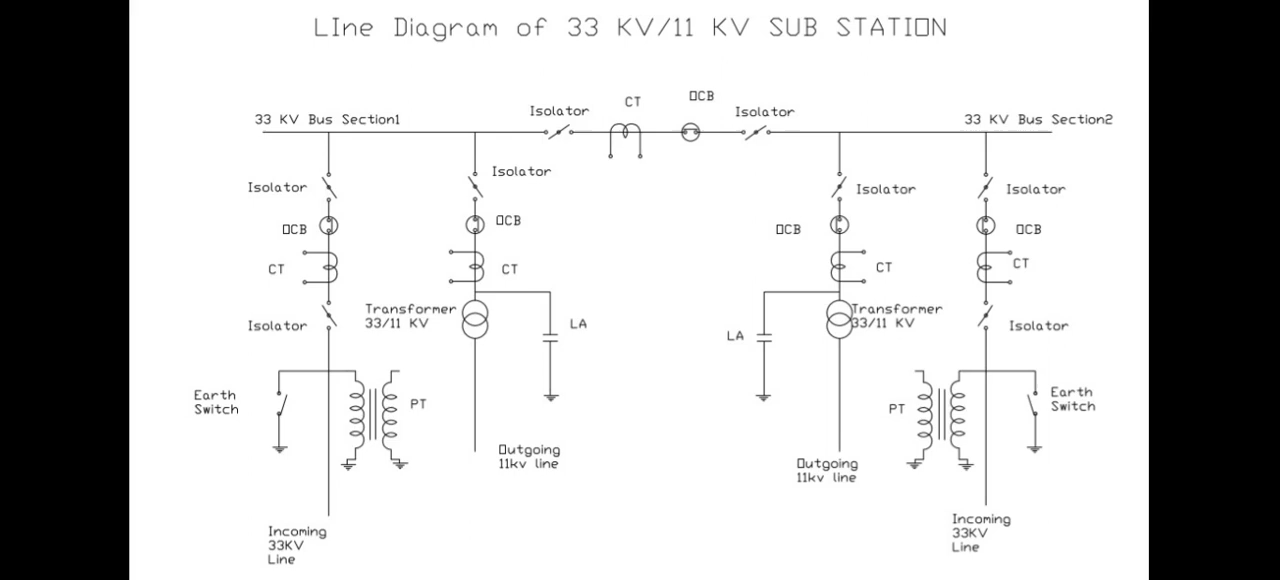 LIne Diagram of 33 KV/11 KV SUB STATION
OCB
CT
Isolator
Isolator
33 KV Bus Section1
33 KV Bus Section2
Isolator
Isolator
Isolator
Isolator
OCB
OCB
OCB
OCB
CT
CT
CT
CT
Transformer
33/11 KV
Transformer
33/11 KV
Isolator
LA
LA
Isolator
Earth
Switch
PT
PT
Earth
Switch
Outgoing
11kv line
Outgoing
11kv line
Incoming
33KV
Line
Incoming
33KV
Line